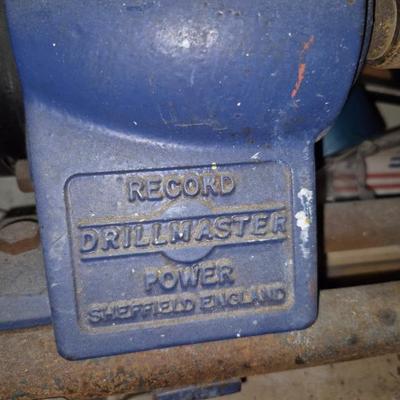 RECORD
DRILLMASTER
POWER
SHEFFIELD ENGLAND